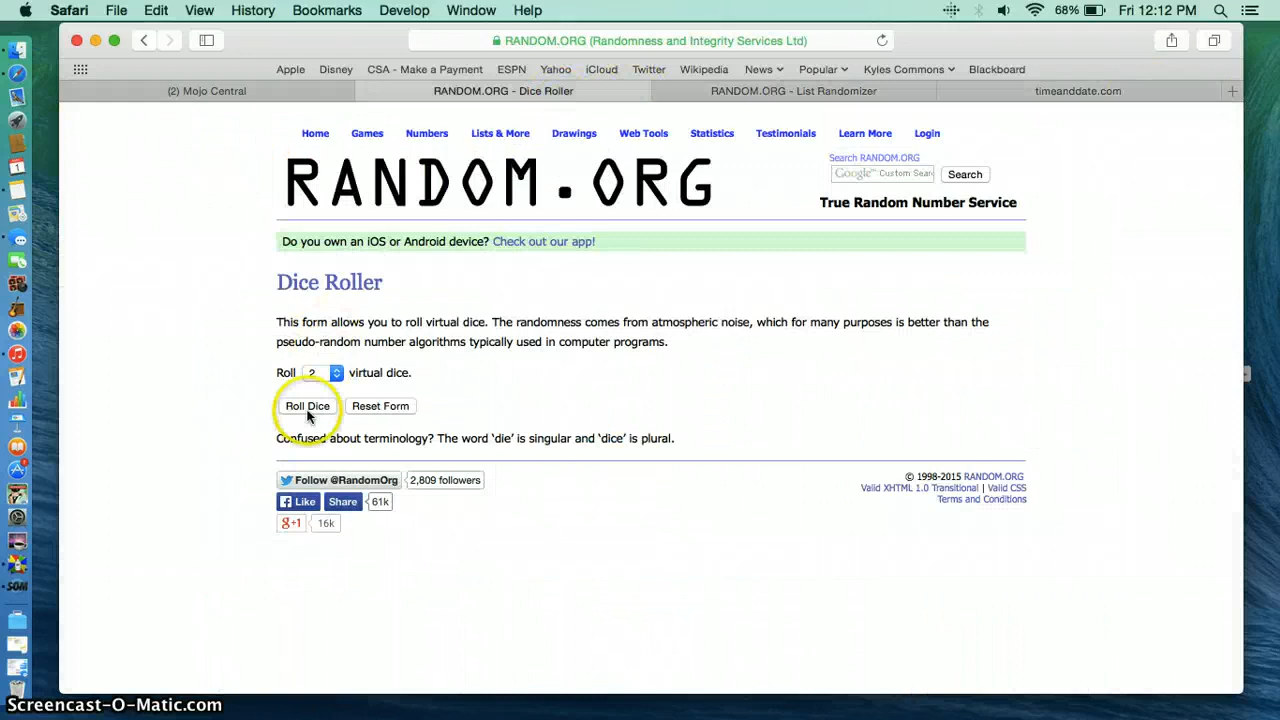 Safari File Edit View History Bookmarks Develop Window Help 68% Fri 12:12 PM
RANDOM.ORG (Randomness and Integrity Services Ltd)
Apple Disney CSA - Make a Payment ESPN Yahoo iCloud Twitter Wikipedia News Popular Kyles Commons Blackboard
(2) Mojo Central RANDOM.ORG - Dice Roller RANDOM.ORG - List Randomizer timeanddate.com
Home Games Numbers Lists & More Drawings Web Tools Statistics Testimonials Learn More Login
Search RANDOM.ORG
RANDOM.ORG
Google™ Custom Sear Search
True Random Number Service
Do you own an iOS or Android device? Check out our app!
Dice Roller
This form allows you to roll virtual dice. The randomness comes from atmospheric noise, which for many purposes is better than the
pseudo-random number algorithms typically used in computer programs.
Roll 2 virtual dice.
Roll Dice Reset Form
Confused about terminology? The word ‘die’ is singular and ‘dice’ is plural.
Follow @RandomOrg 2,809 followers
Like Share 61k
g+1 16k
© 1998-2015 RANDOM.ORG
Valid XHTML 1.0 Transitional | Valid CSS
Terms and Conditions
SOM
Screencast-O-Matic.com